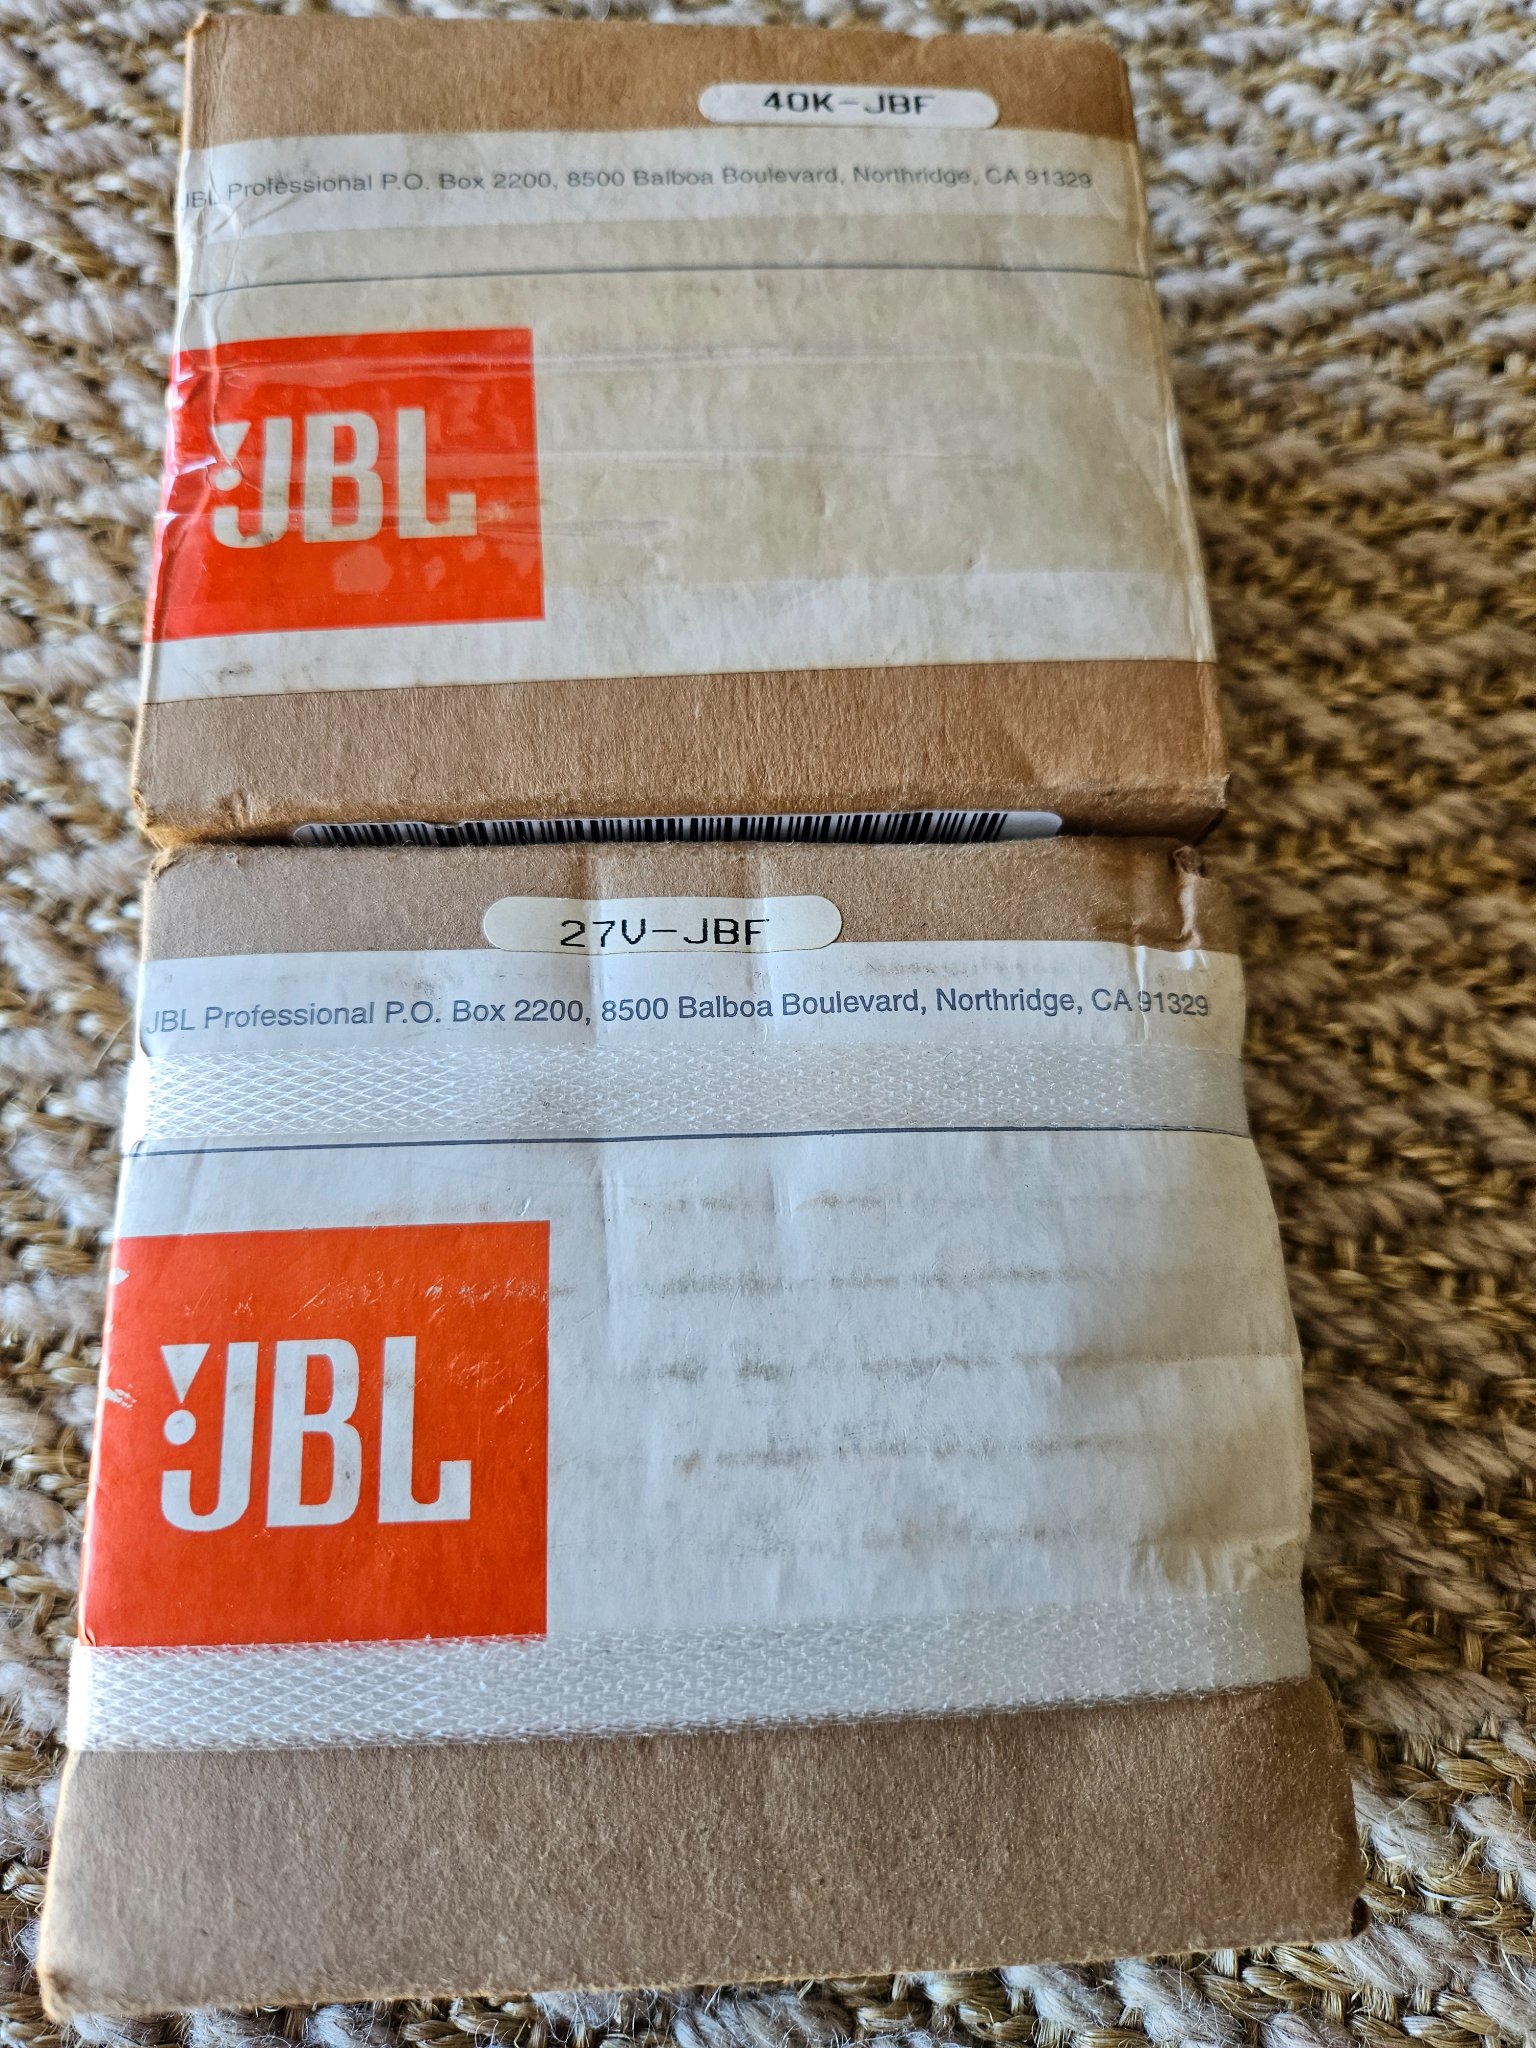 40K-JBF
JBL Professional P.O. Box 2200, 8500 Balboa Boulevard, Northridge, CA 91329
JBL
27V-JBF
JBL Professional P.O. Box 2200, 8500 Balboa Boulevard, Northridge, CA 91329
JBL